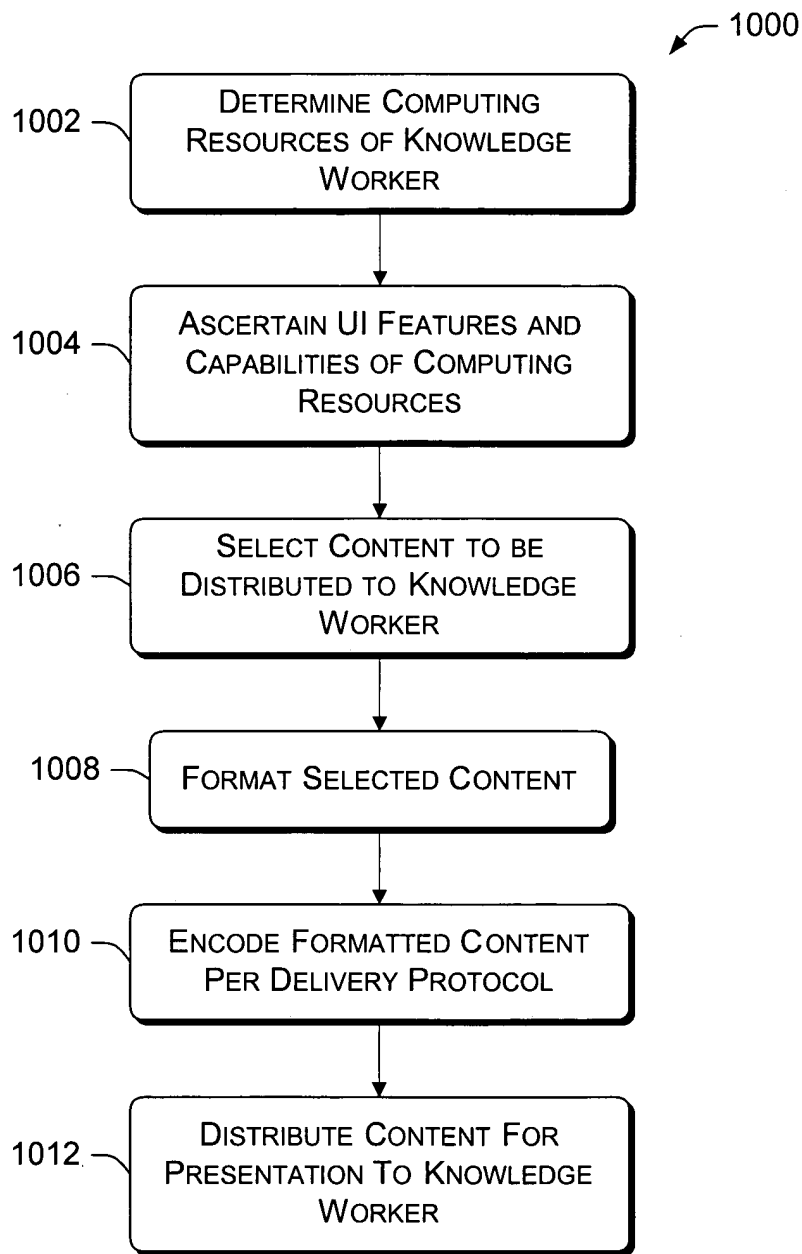 1000
1002
DETERMINE COMPUTING
RESOURCES OF KNOWLEDGE
WORKER
1004
ASCERTAIN UI FEATURES AND
CAPABILITIES OF COMPUTING
RESOURCES
1006
SELECT CONTENT TO BE
DISTRIBUTED TO KNOWLEDGE
WORKER
1008
FORMAT SELECTED CONTENT
1010
ENCODE FORMATTED CONTENT
PER DELIVERY PROTOCOL
1012
DISTRIBUTE CONTENT FOR
PRESENTATION TO KNOWLEDGE
WORKER